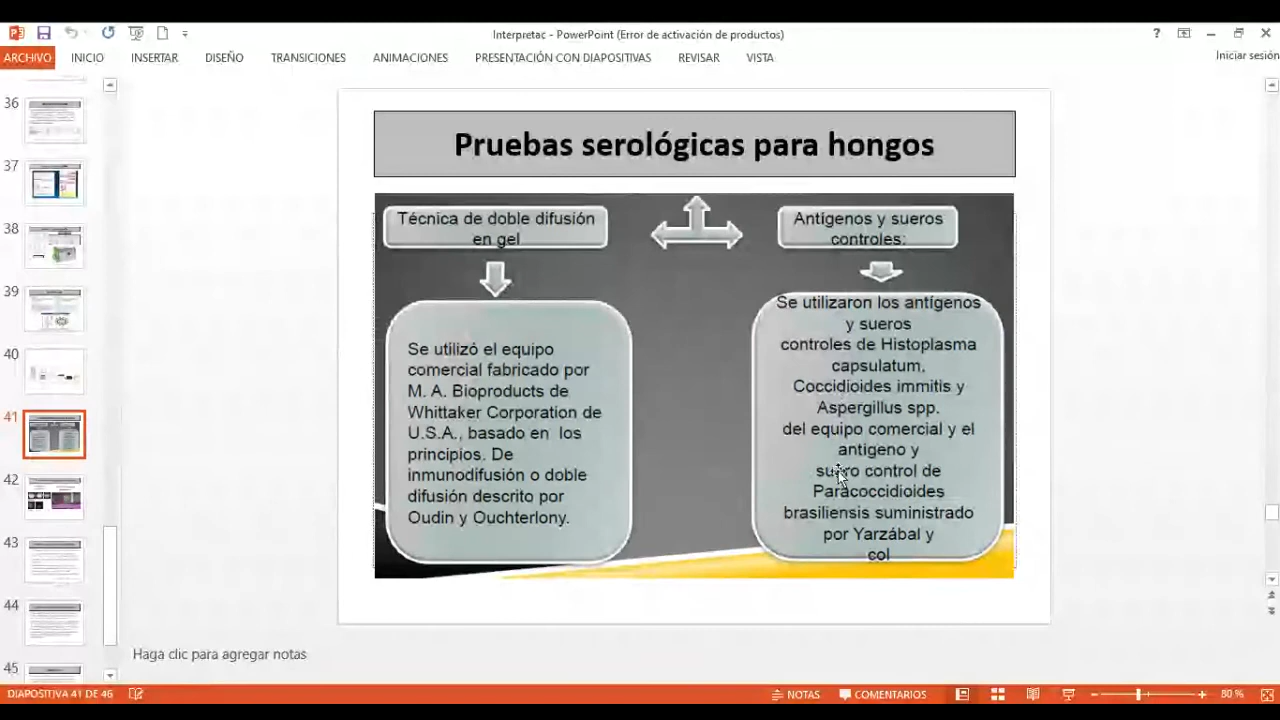 Interpretac - PowerPoint (Error de activación de productos)
?
ARCHIVO INICIO INSERTAR DISEÑO TRANSICIONES ANIMACIONES PRESENTACIÓN CON DIAPOSITIVAS REVISAR VISTA
Iniciar sesión
36
37
38
39
40
41
42
43
44
45
Pruebas serológicas para hongos
Técnica de doble difusión
en gel
Se utilizó el equipo
comercial fabricado por
M. A. Bioproducts de
Whittaker Corporation de
U.S.A., basado en los
principios. De
inmunodifusión o doble
difusión descrito por
Oudin y Ouchterlony.
Antígenos y sueros
controles:
Se utilizaron los antígenos
y sueros
controles de Histoplasma
capsulatum,
Coccidioides immitis y
Aspergillus spp.
del equipo comercial y el
antígeno y
suero control de
Paracoccidioides
brasiliensis suministrado
por Yarzábal y
col
Haga clic para agregar notas
DIAPOSITIVA 41 DE 46
NOTAS
COMENTARIOS
80 %